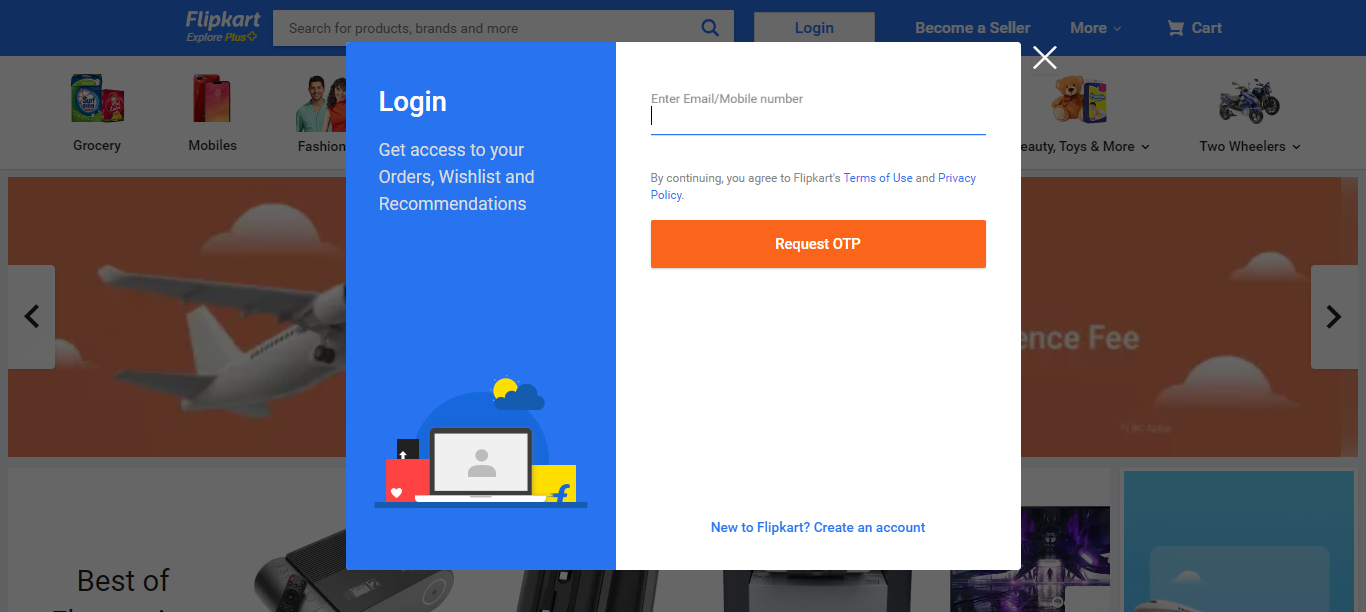 Flipkart
Explore Plus
Search for products, brands and more
Login
Become a Seller
More
Cart
Grocery
Mobiles
Fashion
eauty, Toys & More
Two Wheelers
Login
Get access to your
Orders, Wishlist and
Recommendations
Enter Email/Mobile number
By continuing, you agree to Flipkart's Terms of Use and Privacy
Policy.
Request OTP
New to Flipkart? Create an account
ence Fee
Best of